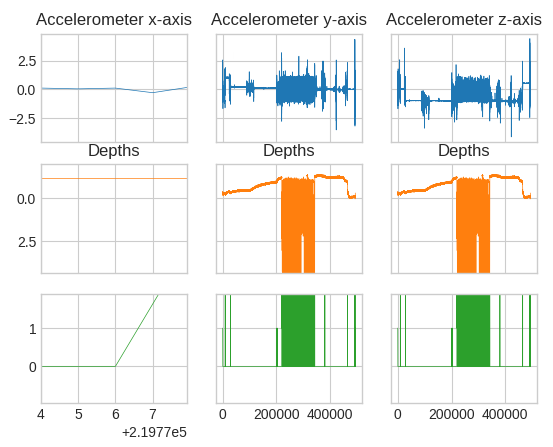 Accelerometer x-axis Accelerometer y-axis Accelerometer z-axis
2.5
0.0
−2.5
Depths Depths Depths
0.0
2.5
1
0
4 5 6 7 0 200000 400000 0 200000 400000
+2.1977e5